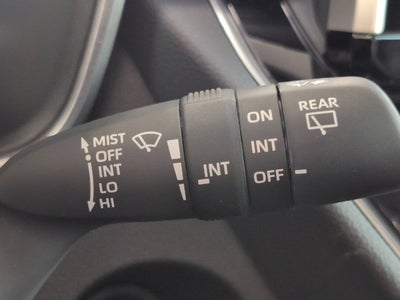 MIST
OFF
INT
LO
HI
INT
ON
INT
OFF
REAR